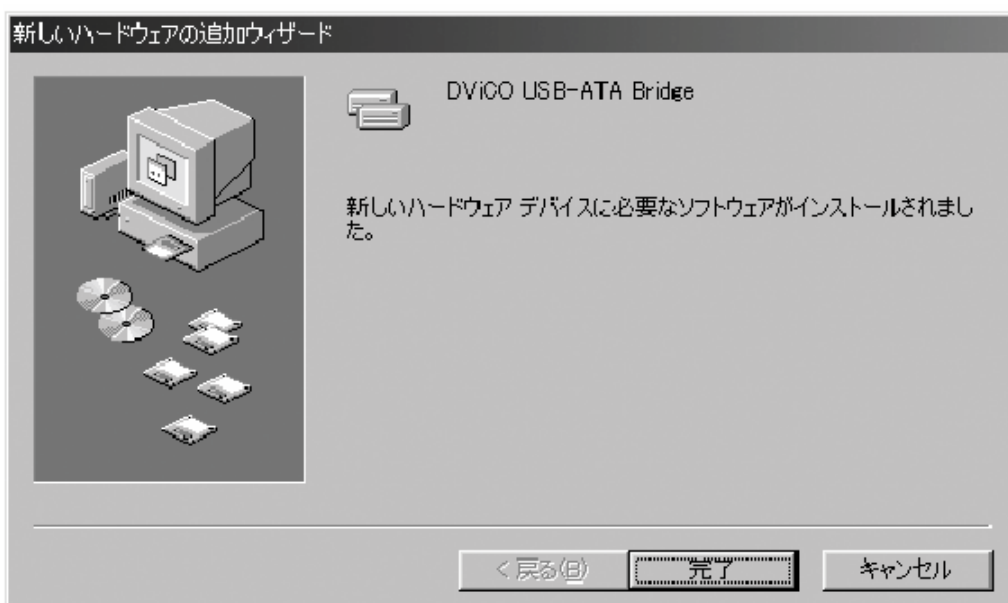 新しいハードウェアの追加ウィザード
DViCO USB-ATA Bridge
新しいハードウェア デバイスに必要なソフトウェアがインストールされまし
た。
< 戻る(B)
完了
キャンセル